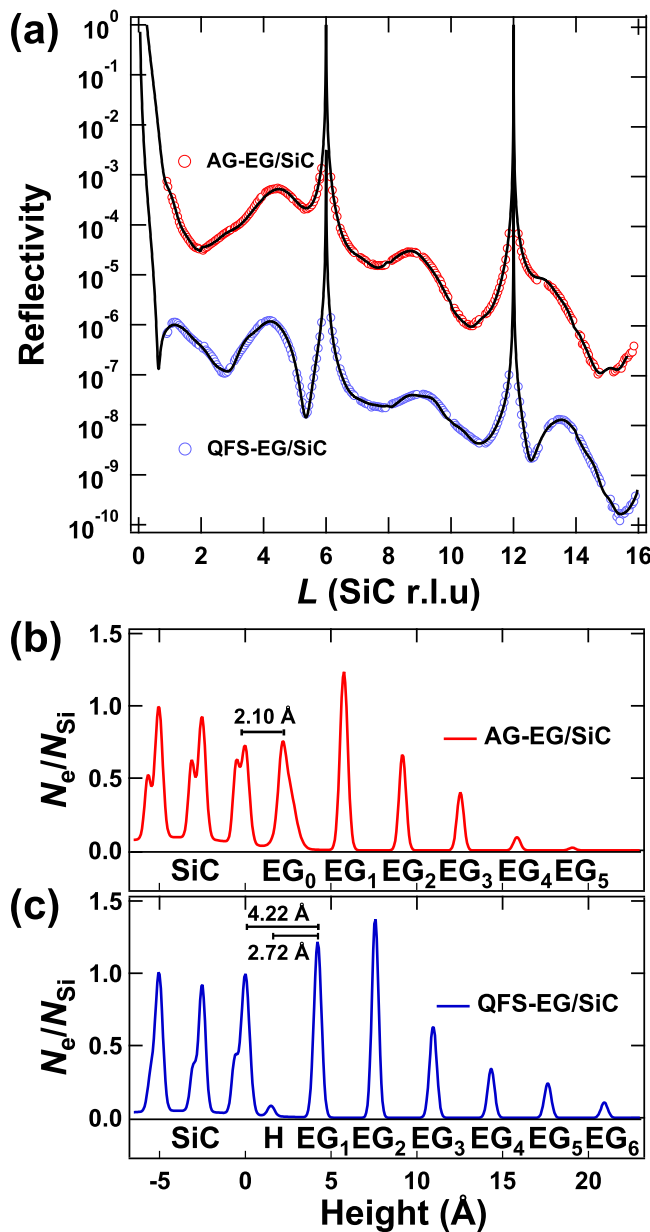 (a)
10⁰
10⁻¹
10⁻²
10⁻³
10⁻⁴
10⁻⁵
10⁻⁶
10⁻⁷
10⁻⁸
10⁻⁹
10⁻¹⁰
Reflectivity
AG-EG/SiC
QFS-EG/SiC
0 2 4 6 8 10 12 14 16
L (SiC r.l.u)
(b)
1.5
1.0
0.5
0.0
Nₑ/N_Si
2.10 Å
AG-EG/SiC
SiC EG₀ EG₁ EG₂ EG₃ EG₄ EG₅
(c)
1.5
1.0
0.5
0.0
Nₑ/N_Si
4.22 Å
2.72 Å
QFS-EG/SiC
SiC H EG₁ EG₂ EG₃ EG₄ EG₅ EG₆
-5 0 5 10 15 20
Height (Å)